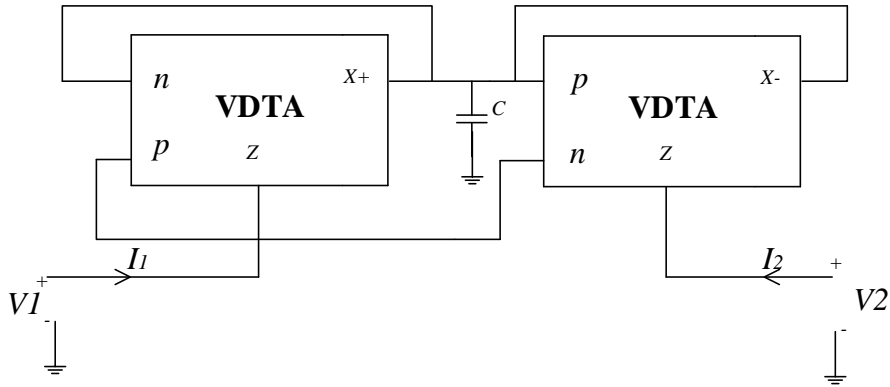 n
X+
VDTA
p
Z
C
p
X-
VDTA
n
Z
I1
+
V1
-
I2
+
V2
-